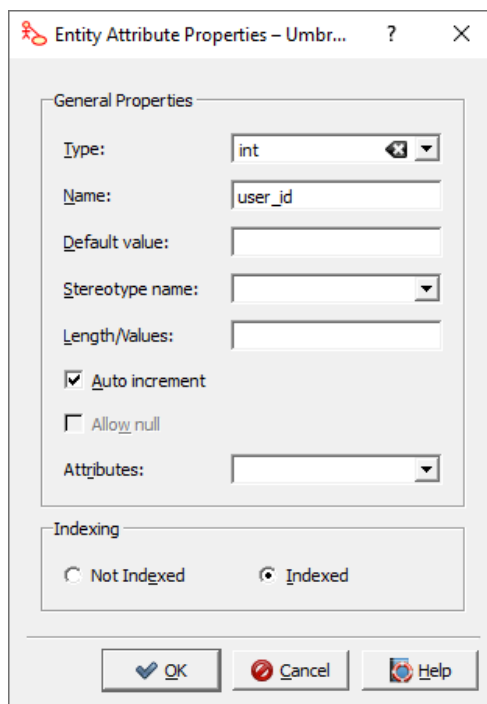 Entity Attribute Properties – Umbr... ?
General Properties
Type: int
Name: user_id
Default value:
Stereotype name:
Length/Values:
Auto increment
Allow null
Attributes:
Indexing
Not Indexed Indexed
OK Cancel Help